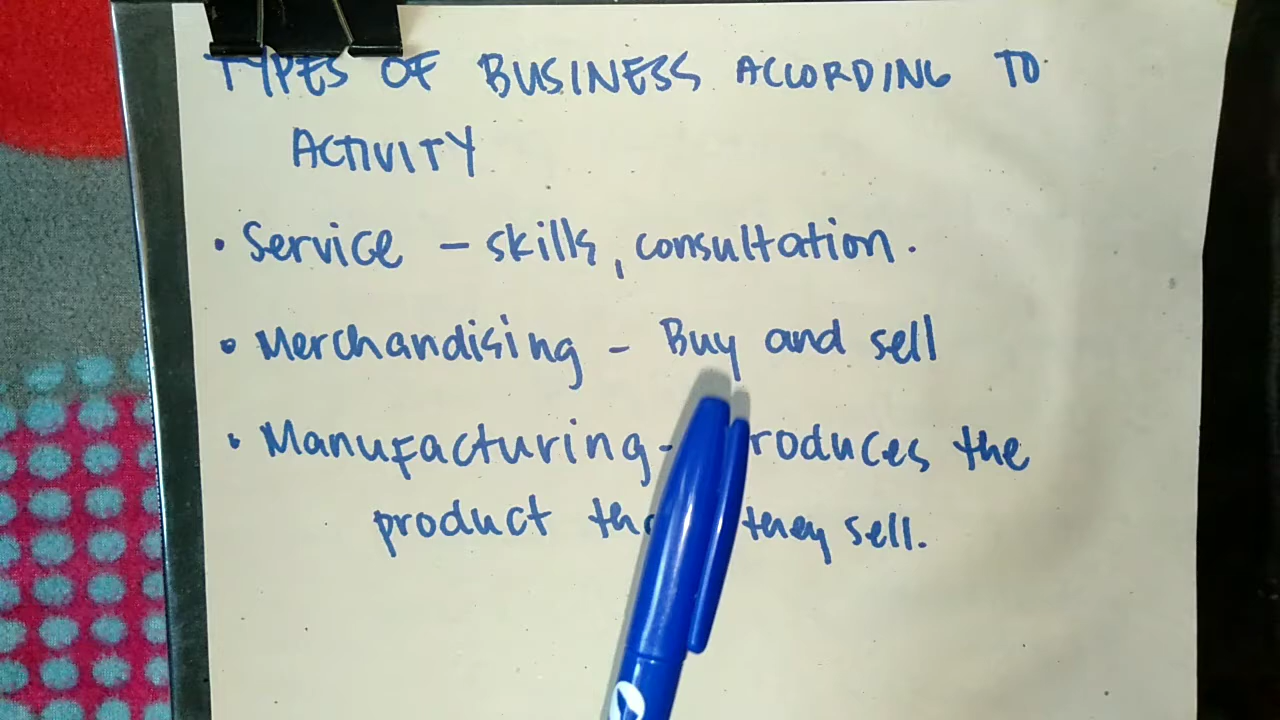 TYPES OF BUSINESS ACCORDING TO
ACTIVITY
• Service – skills, consultation.
• Merchandising – Buy and sell
• Manufacturing - roduces the
product they sell.